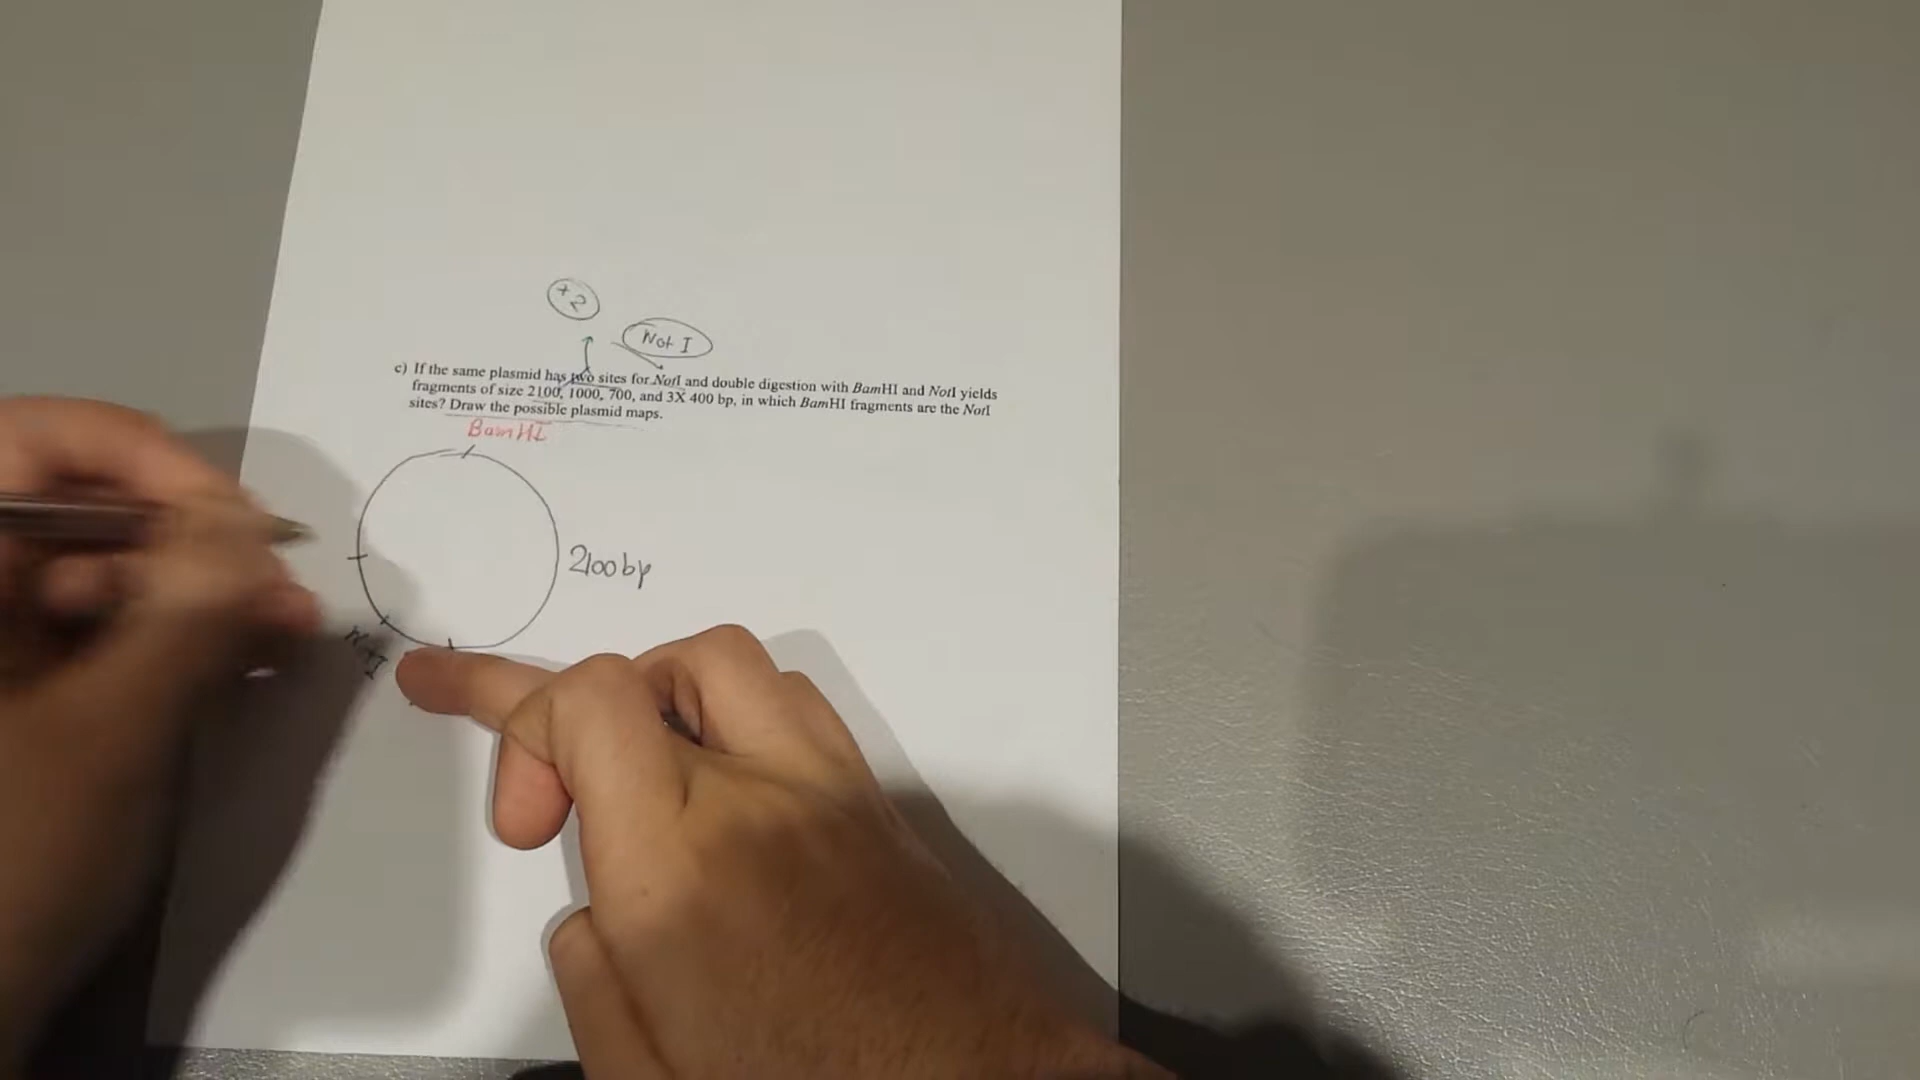 +2
Not I
c) If the same plasmid has two sites for NotI and double digestion with BamHI and NotI yields
fragments of size 2100, 1000, 700, and 3X 400 bp, in which BamHI fragments are the NotI
sites? Draw the possible plasmid maps.
BamHI
2100 bp
Not I